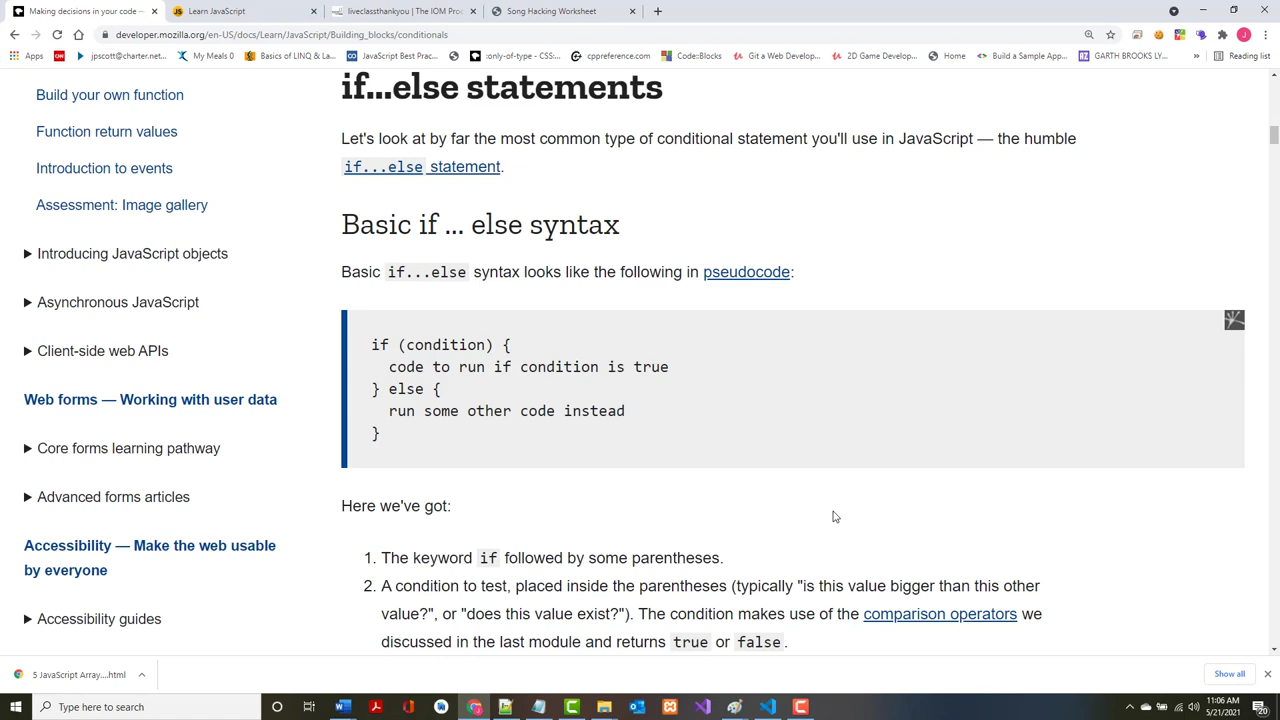 Making decisions in your code —
Learn JavaScript
liveclassthankyou | The IOM Pro
Song Hacking Worksheet
developer.mozilla.org/en-US/docs/Learn/JavaScript/Building_blocks/conditionals
Apps
jpscott@charter.net...
My Meals 0
Basics of LINQ & La...
JavaScript Best Prac...
:only-of-type - CSS:...
cppreference.com
Code::Blocks
Git a Web Develop...
2D Game Develop...
Home
Build a Sample App...
GARTH BROOKS LY...
»
Reading list
Build your own function
Function return values
Introduction to events
Assessment: Image gallery
Introducing JavaScript objects
Asynchronous JavaScript
Client-side web APIs
Web forms — Working with user data
Core forms learning pathway
Advanced forms articles
Accessibility — Make the web usable
by everyone
Accessibility guides
if...else statements
Let's look at by far the most common type of conditional statement you'll use in JavaScript — the humble
if...else statement.
Basic if ... else syntax
Basic if...else syntax looks like the following in pseudocode:
if (condition) {
code to run if condition is true
} else {
run some other code instead
}
Here we've got:
1. The keyword if followed by some parentheses.
2. A condition to test, placed inside the parentheses (typically "is this value bigger than this other
value?", or "does this value exist?"). The condition makes use of the comparison operators we
discussed in the last module and returns true or false.
5 JavaScript Array....html
Show all
Type here to search
11:06 AM
5/21/2021
20